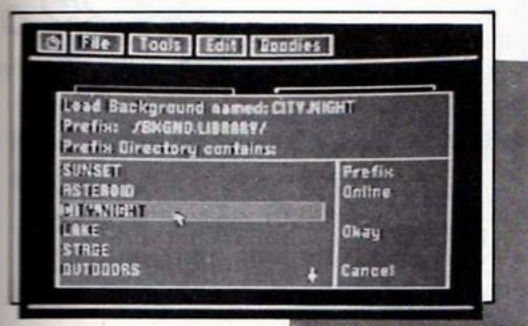 File Tools Edit Goodies
Load Background named: CITY.NIGHT
Prefix: /BKGND.LIBRARY/
Prefix Directory contains:
SUNSET
ASTEROID
CITY.NIGHT
LAKE
STAGE
OUTDOORS
Prefix
Online
Okay
Cancel